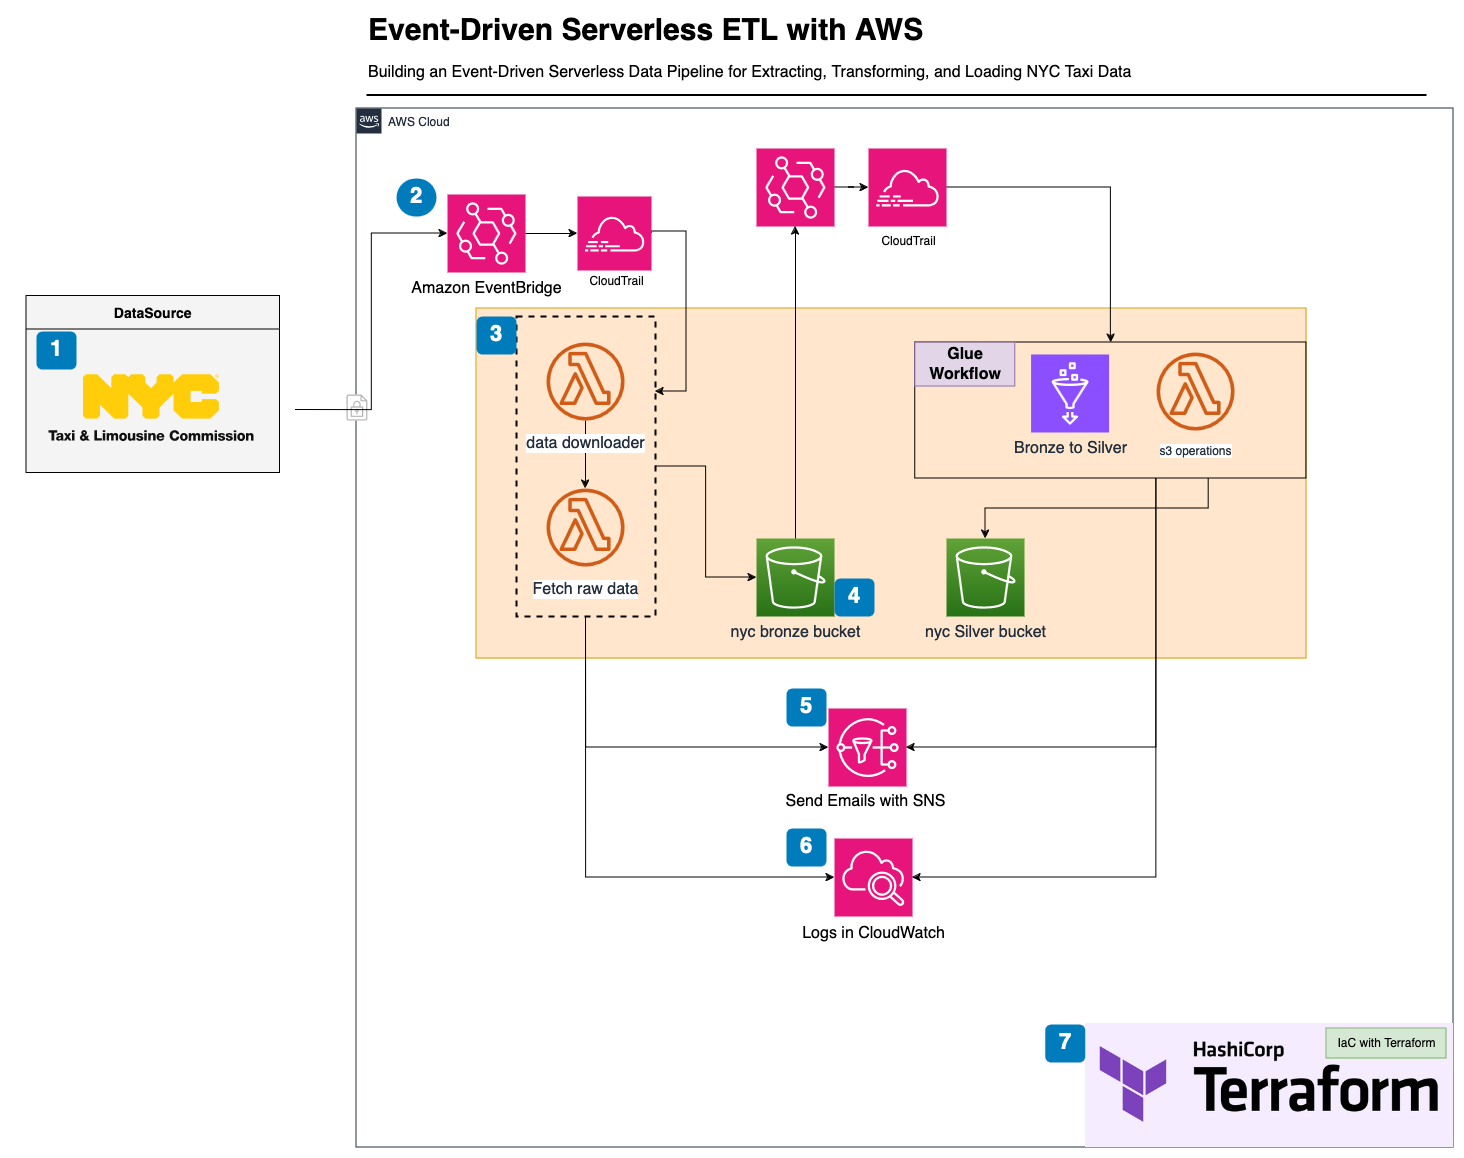 Event-Driven Serverless ETL with AWS
Building an Event-Driven Serverless Data Pipeline for Extracting, Transforming, and Loading NYC Taxi Data
aws
AWS Cloud
2
Amazon EventBridge
CloudTrail
CloudTrail
DataSource
1
NYC
Taxi & Limousine Commission
3
data downloader
Fetch raw data
Glue
Workflow
Bronze to Silver
s3 operations
4
nyc bronze bucket
nyc Silver bucket
5
Send Emails with SNS
6
Logs in CloudWatch
7
HashiCorp
Terraform
IaC with Terraform